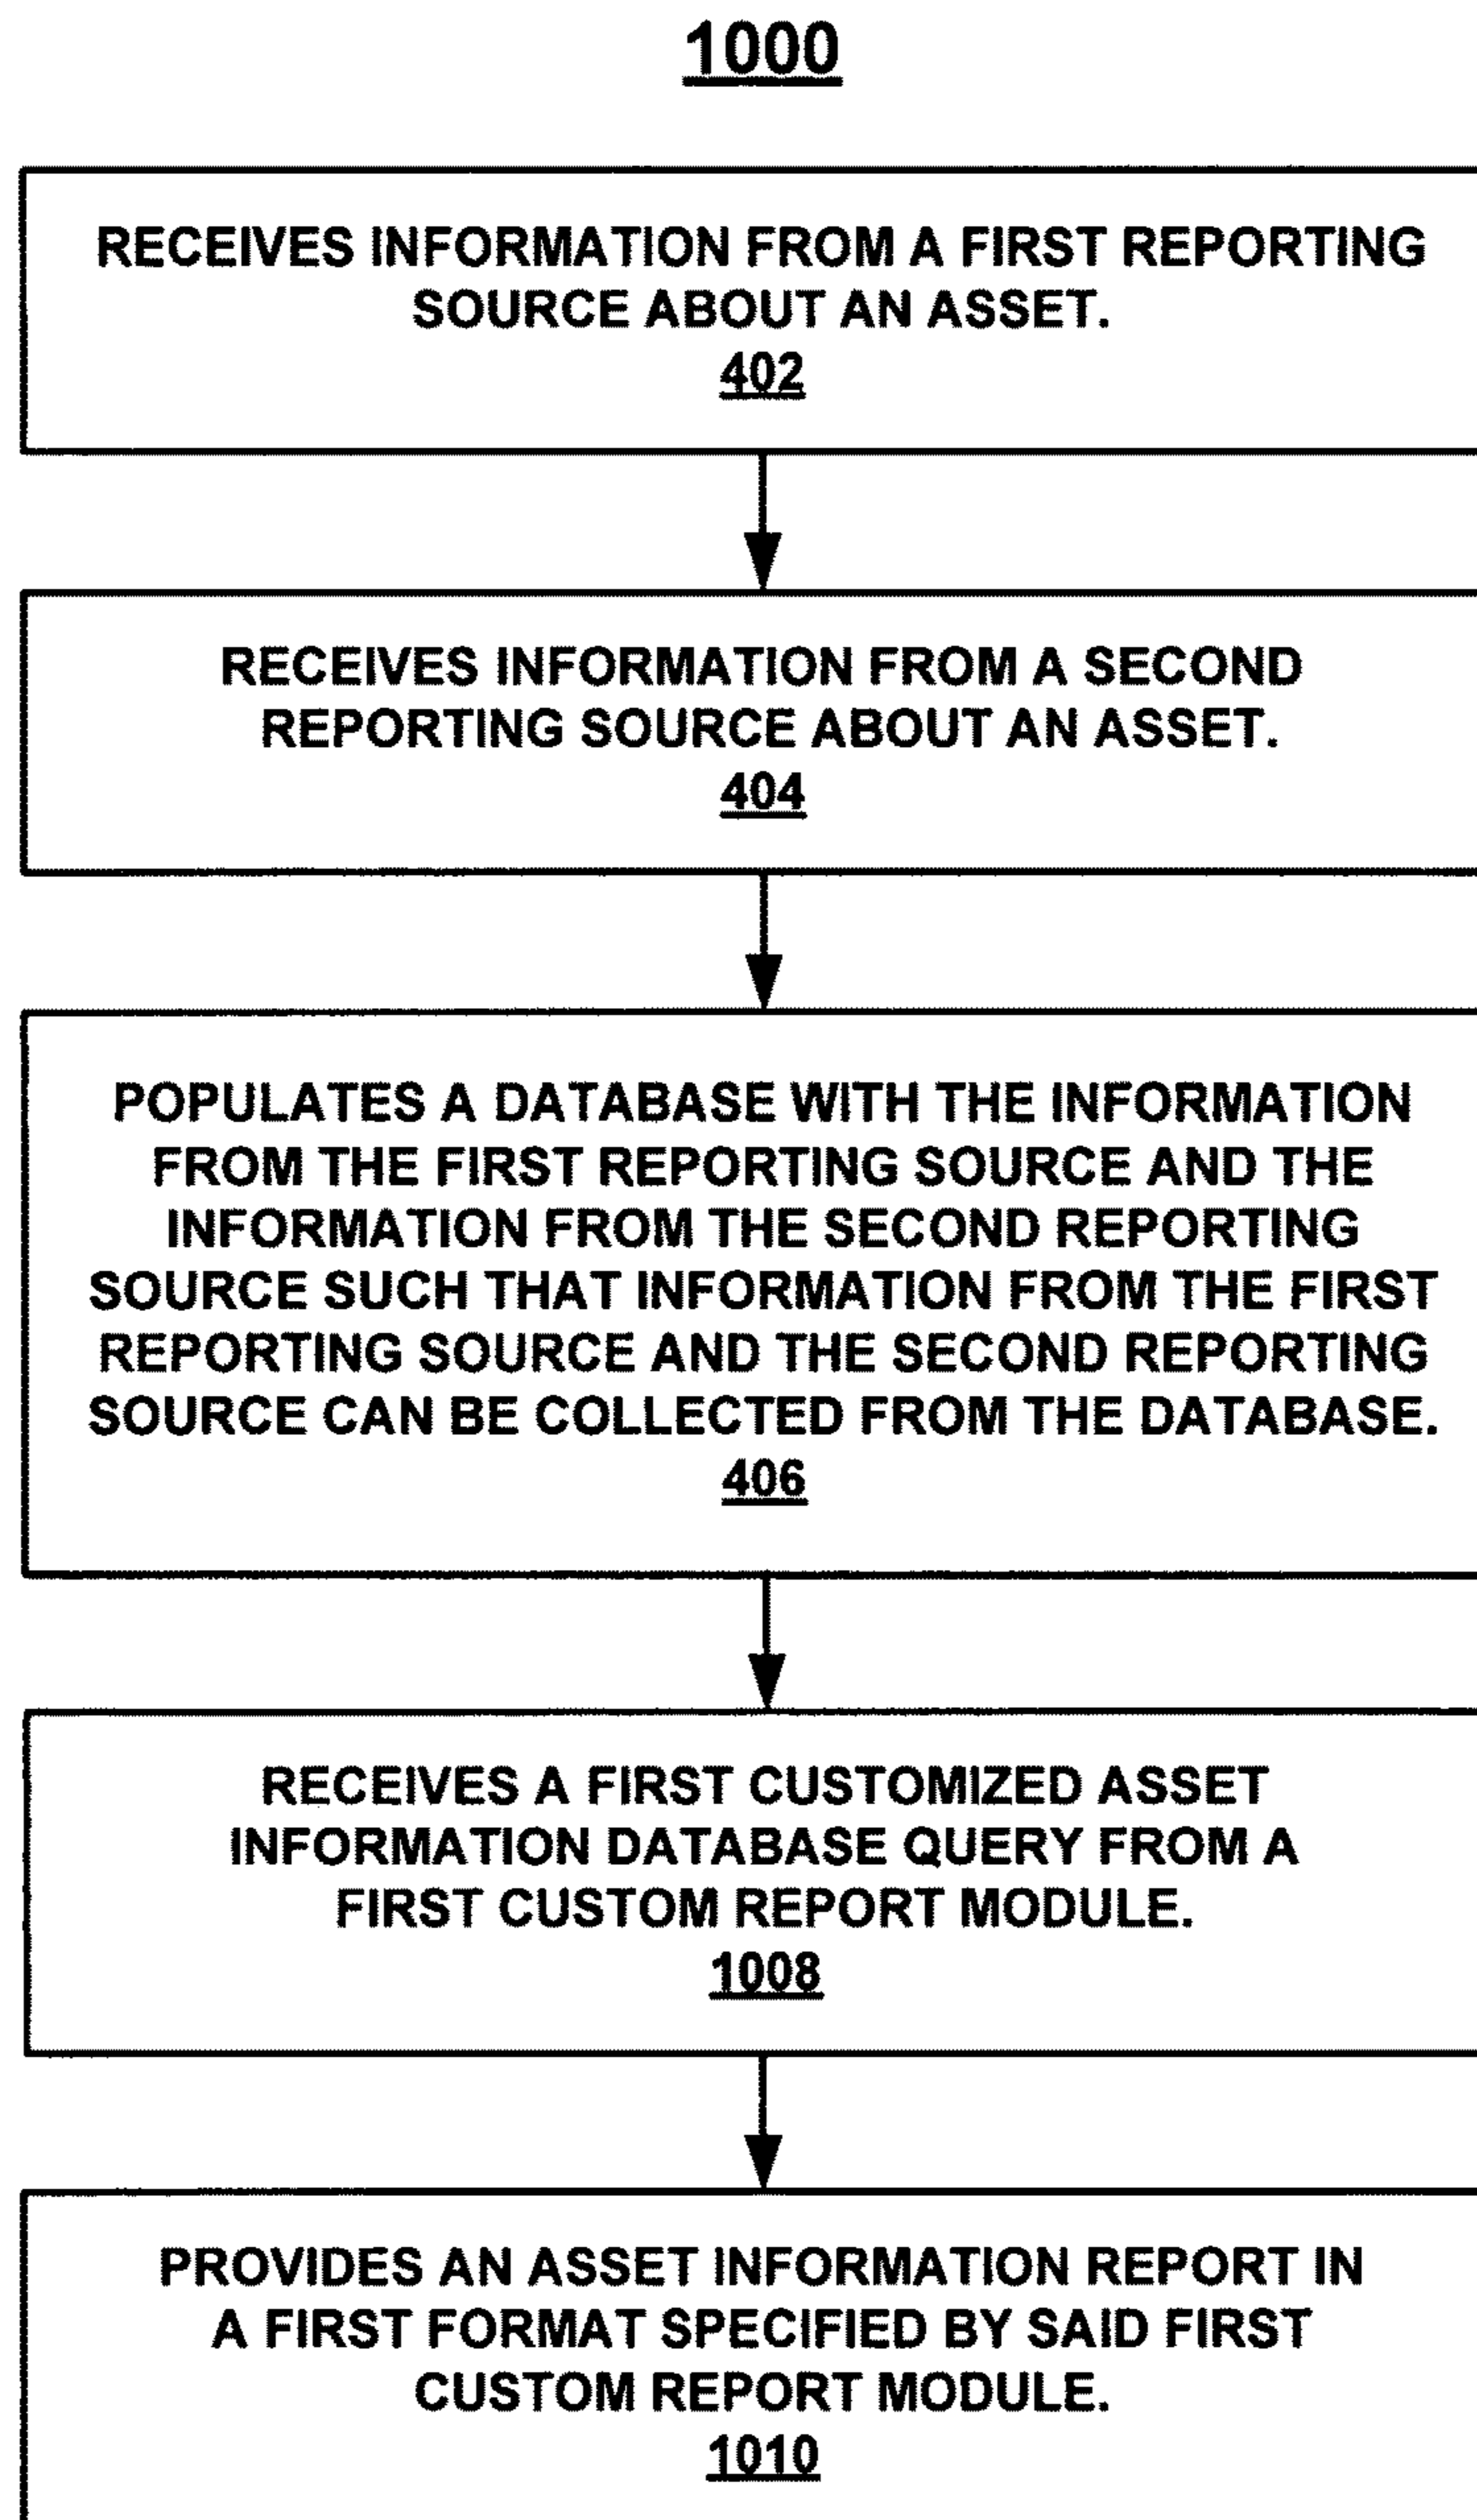 1000
RECEIVES INFORMATION FROM A FIRST REPORTING
SOURCE ABOUT AN ASSET.
402
RECEIVES INFORMATION FROM A SECOND
REPORTING SOURCE ABOUT AN ASSET.
404
POPULATES A DATABASE WITH THE INFORMATION
FROM THE FIRST REPORTING SOURCE AND THE
INFORMATION FROM THE SECOND REPORTING
SOURCE SUCH THAT INFORMATION FROM THE FIRST
REPORTING SOURCE AND THE SECOND REPORTING
SOURCE CAN BE COLLECTED FROM THE DATABASE.
406
RECEIVES A FIRST CUSTOMIZED ASSET
INFORMATION DATABASE QUERY FROM A
FIRST CUSTOM REPORT MODULE.
1008
PROVIDES AN ASSET INFORMATION REPORT IN
A FIRST FORMAT SPECIFIED BY SAID FIRST
CUSTOM REPORT MODULE.
1010